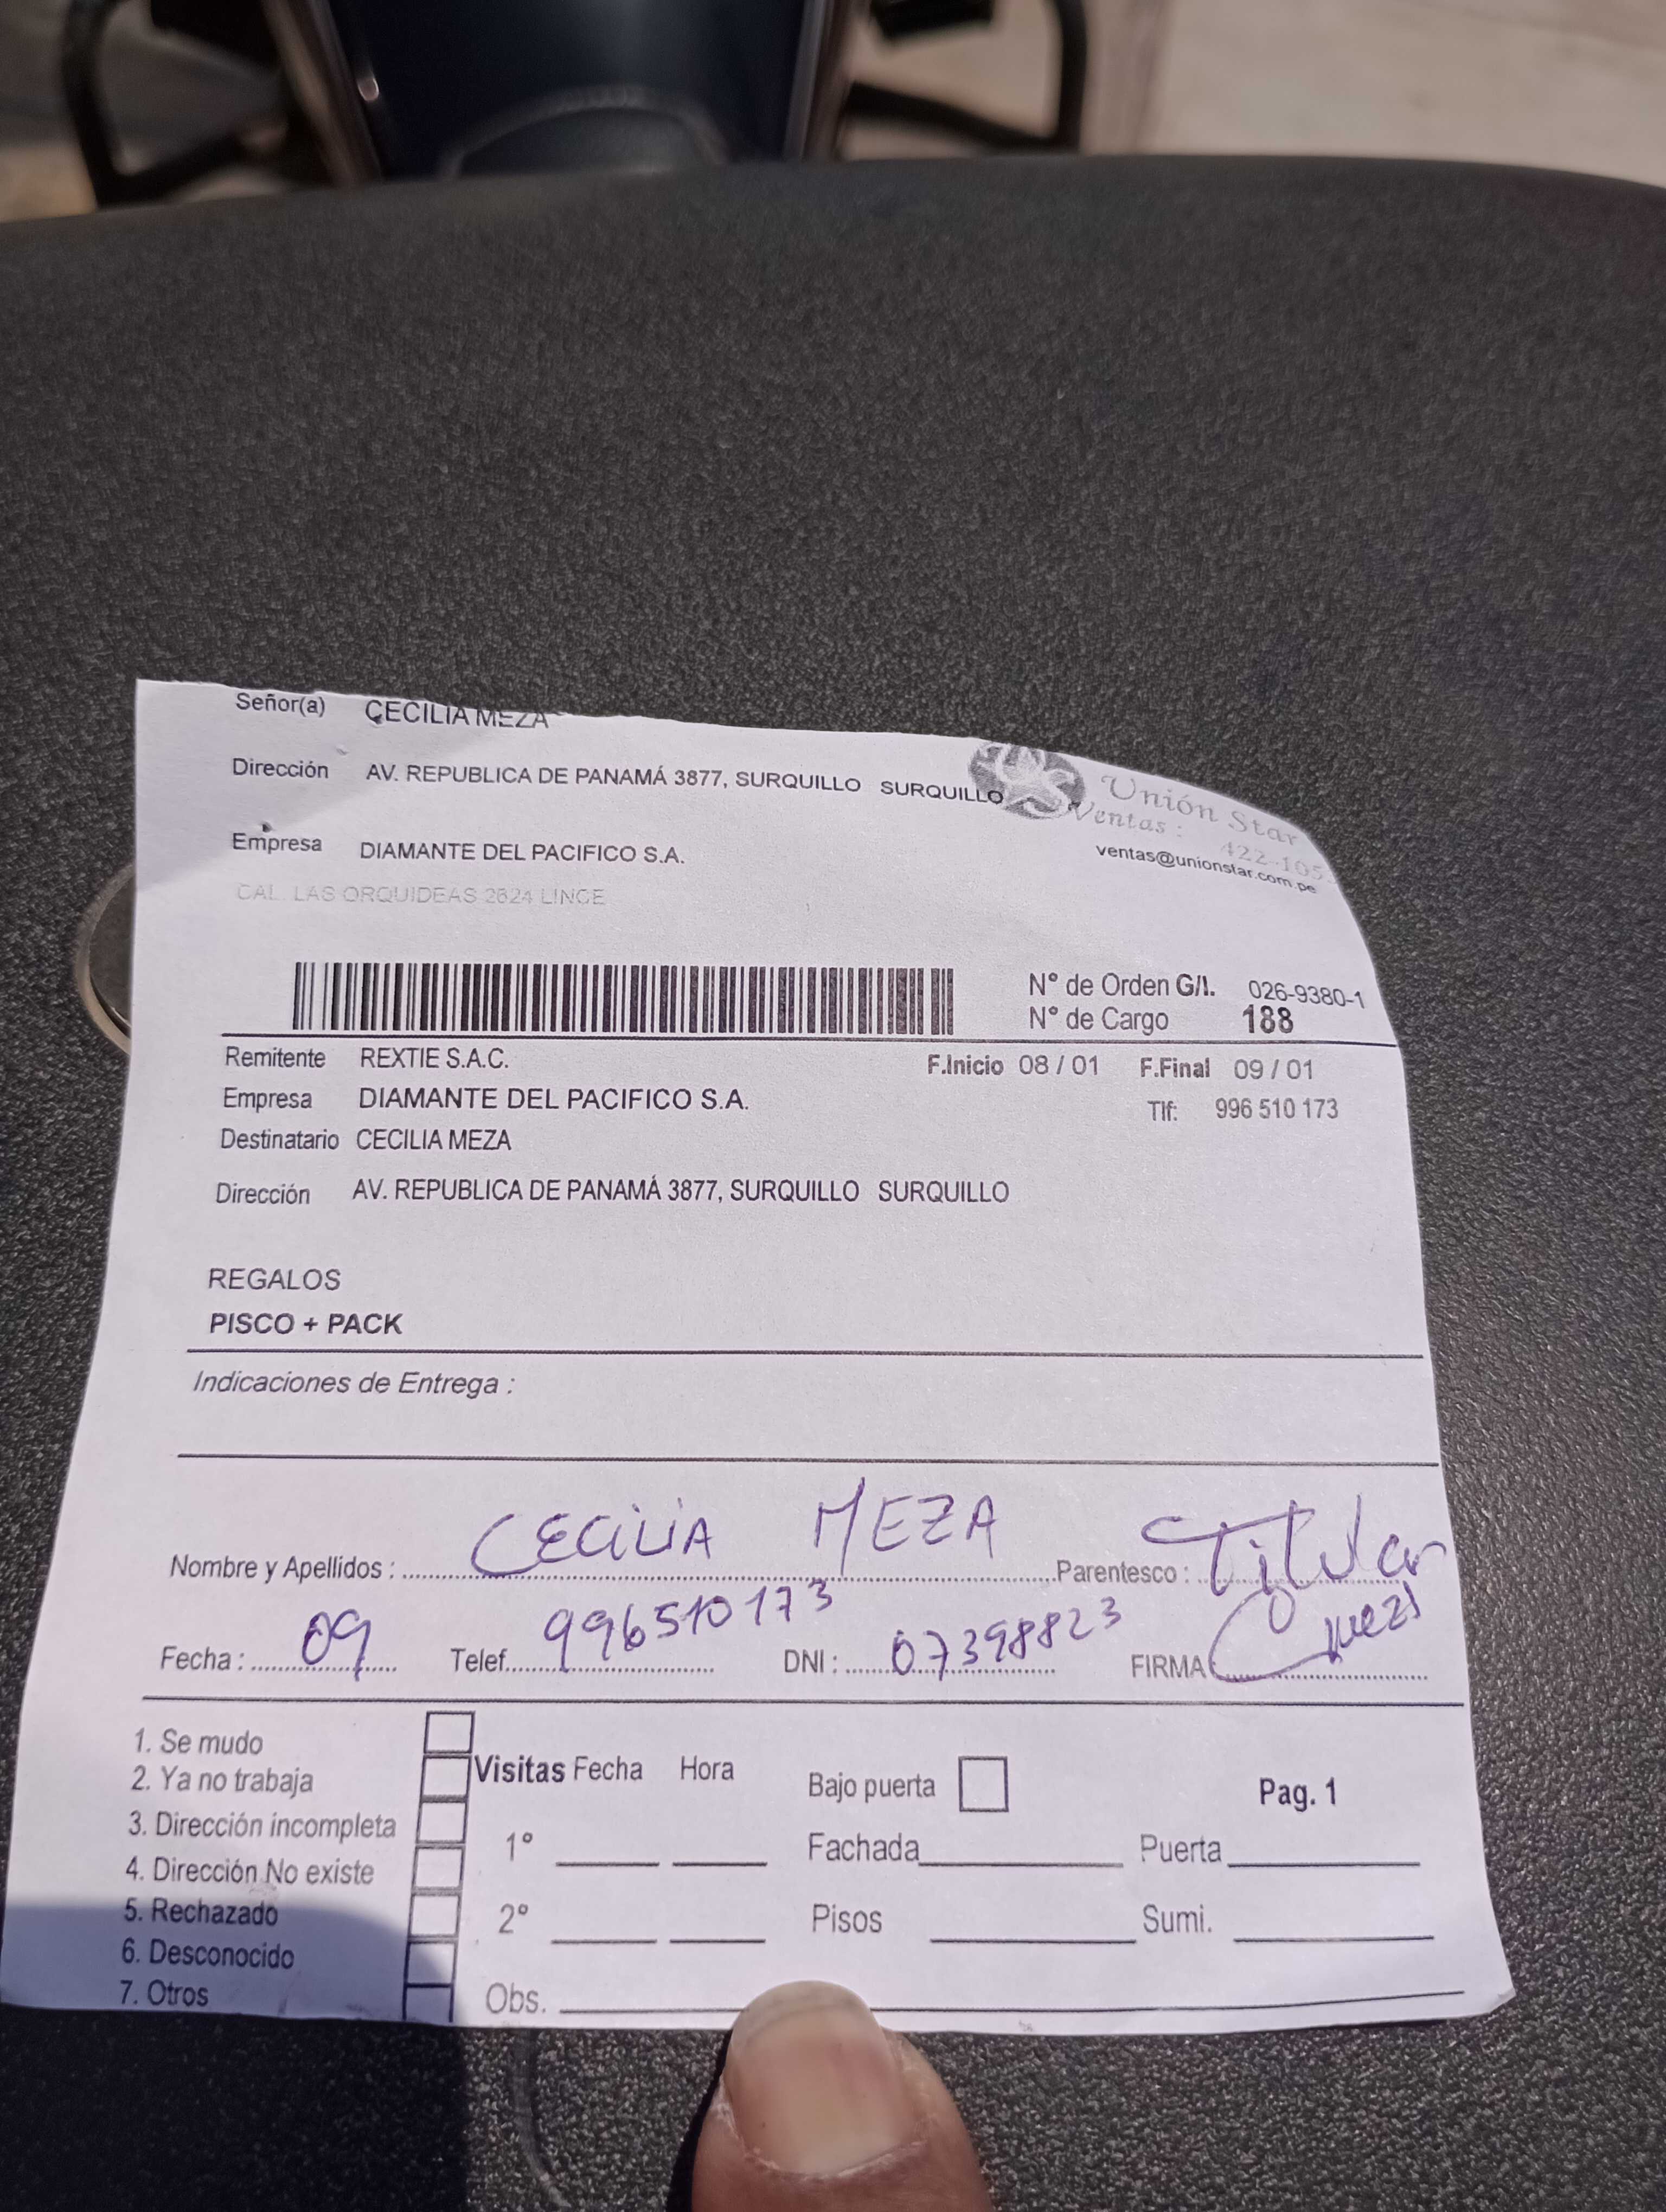 Señor(a) CECILIA MEZA
Dirección AV. REPUBLICA DE PANAMÁ 3877, SURQUILLO SURQUILLO
Unión Star
Ventas :
422-105
ventas@unionstar.com.pe
Empresa DIAMANTE DEL PACIFICO S.A.
CAL. LAS ORQUIDEAS 2624 LINCE
N° de Orden G/I. 026-9380-1
N° de Cargo 188
Remitente REXTIE S.A.C. F.Inicio 08 / 01 F.Final 09 / 01
Empresa DIAMANTE DEL PACIFICO S.A. Tlf: 996 510 173
Destinatario CECILIA MEZA
Dirección AV. REPUBLICA DE PANAMÁ 3877, SURQUILLO SURQUILLO
REGALOS
PISCO + PACK
Indicaciones de Entrega :
Nombre y Apellidos : CECILIA MEZA Parentesco : Titular
Fecha : 09 Telef. 996510173 DNI : 07398823 FIRMA Cmeza
1. Se mudo
2. Ya no trabaja
3. Dirección incompleta
4. Dirección No existe
5. Rechazado
6. Desconocido
7. Otros
Visitas Fecha Hora
1°
2°
Obs.
Bajo puerta Pag. 1
Fachada Puerta
Pisos Sumi.